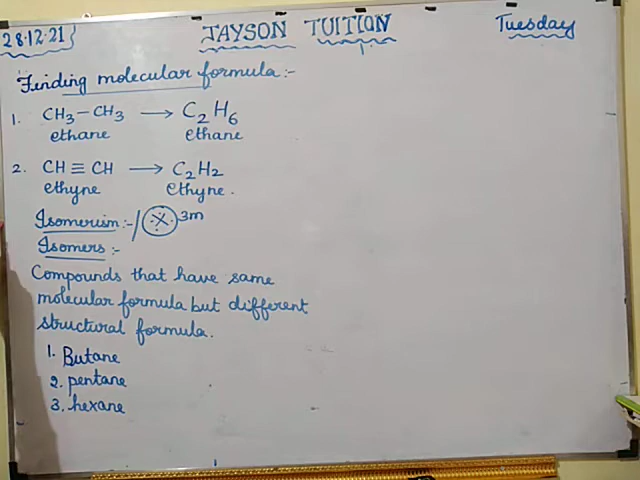 28.12.21 JAYSON TUITION Tuesday
Finding molecular formula:-
1. CH3-CH3 → C2H6
ethane ethane
2. CH≡CH → C2H2
ethyne Ethyne.
Isomerism:-/ 3m
Isomers:-
Compounds that have same
molecular formula but different
structural formula.
1. Butane
2. pentane
3. hexane